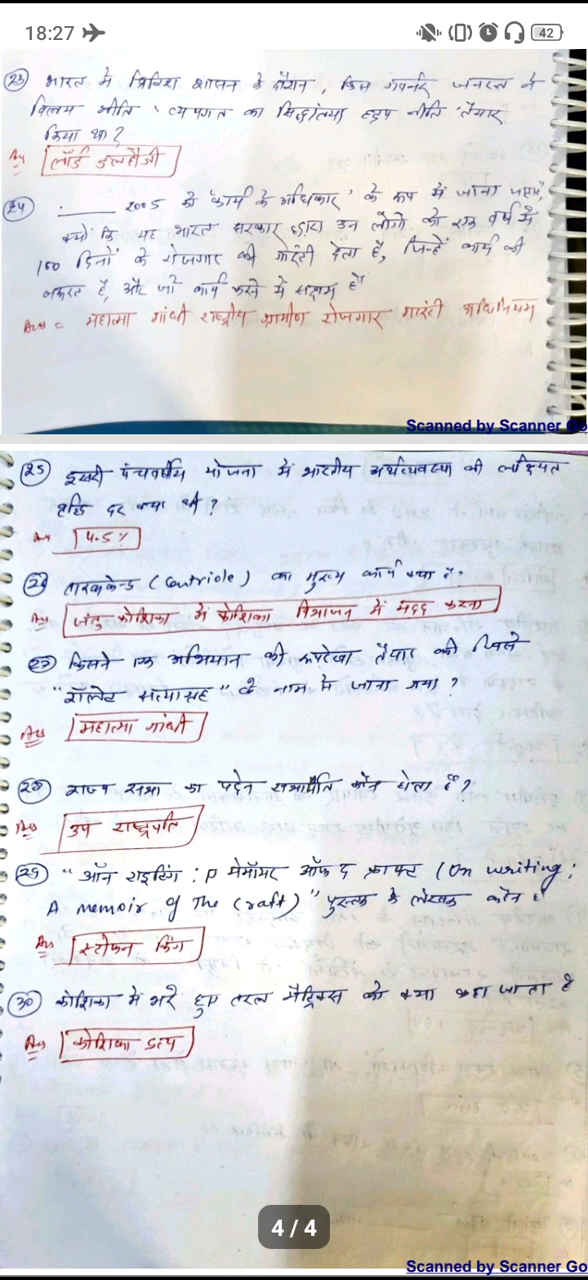 18:27
42
23 भारत में ब्रिटिश शासन के दौरान, किस गवर्नर जनरल ने
विलय नीति, व्यपगत का सिद्धांत या हड़प नीति तैयार
किया था?
Ans लॉर्ड डलहौजी
24 ______ 2005 को 'कार्य के अधिकार' के रूप में जाना जाता है,
क्यों कि यह भारत सरकार द्वारा उन लोगो को एक वर्ष में
100 दिनों के रोजगार की गारंटी देता है, जिन्हें कार्य की
जरूरत है, और जो कार्य करने में सक्षम हो
Ans = महात्मा गांधी राष्ट्रीय ग्रामीण रोजगार गारंटी अधिनियम
Scanned by Scanner Go
25 दूसरी पंचवर्षीय योजना में भारतीय अर्थव्यवस्था की लक्षित
वृद्धि दर क्या थी?
Ans 4.5%
26 तारककेन्द्र (Centriole) का मुख्य कार्य क्या है:
Ans जंतु कोशिका में कोशिका विभाजन में मदद करना
27 किसने एक अभियान की रूपरेखा तैयार की जिसे
"रॉलेट सत्याग्रह" के नाम से जाना गया?
Ans महात्मा गांधी
28 राज्य सभा का पदेन सभापति कौन होता है?
Ans उप राष्ट्रपति
29 "ऑन राइटिंग: ए मेमॉयर ऑफ द क्राफ्ट (On writing:
A memoir of The Craft)" पुस्तक के लेखक कौन है
Ans स्टीफन किंग
30 कोशिका में भरे हुए तरल मैट्रिक्स को क्या कहा जाता है
Ans कोशिका द्रव्य
4 / 4
Scanned by Scanner Go